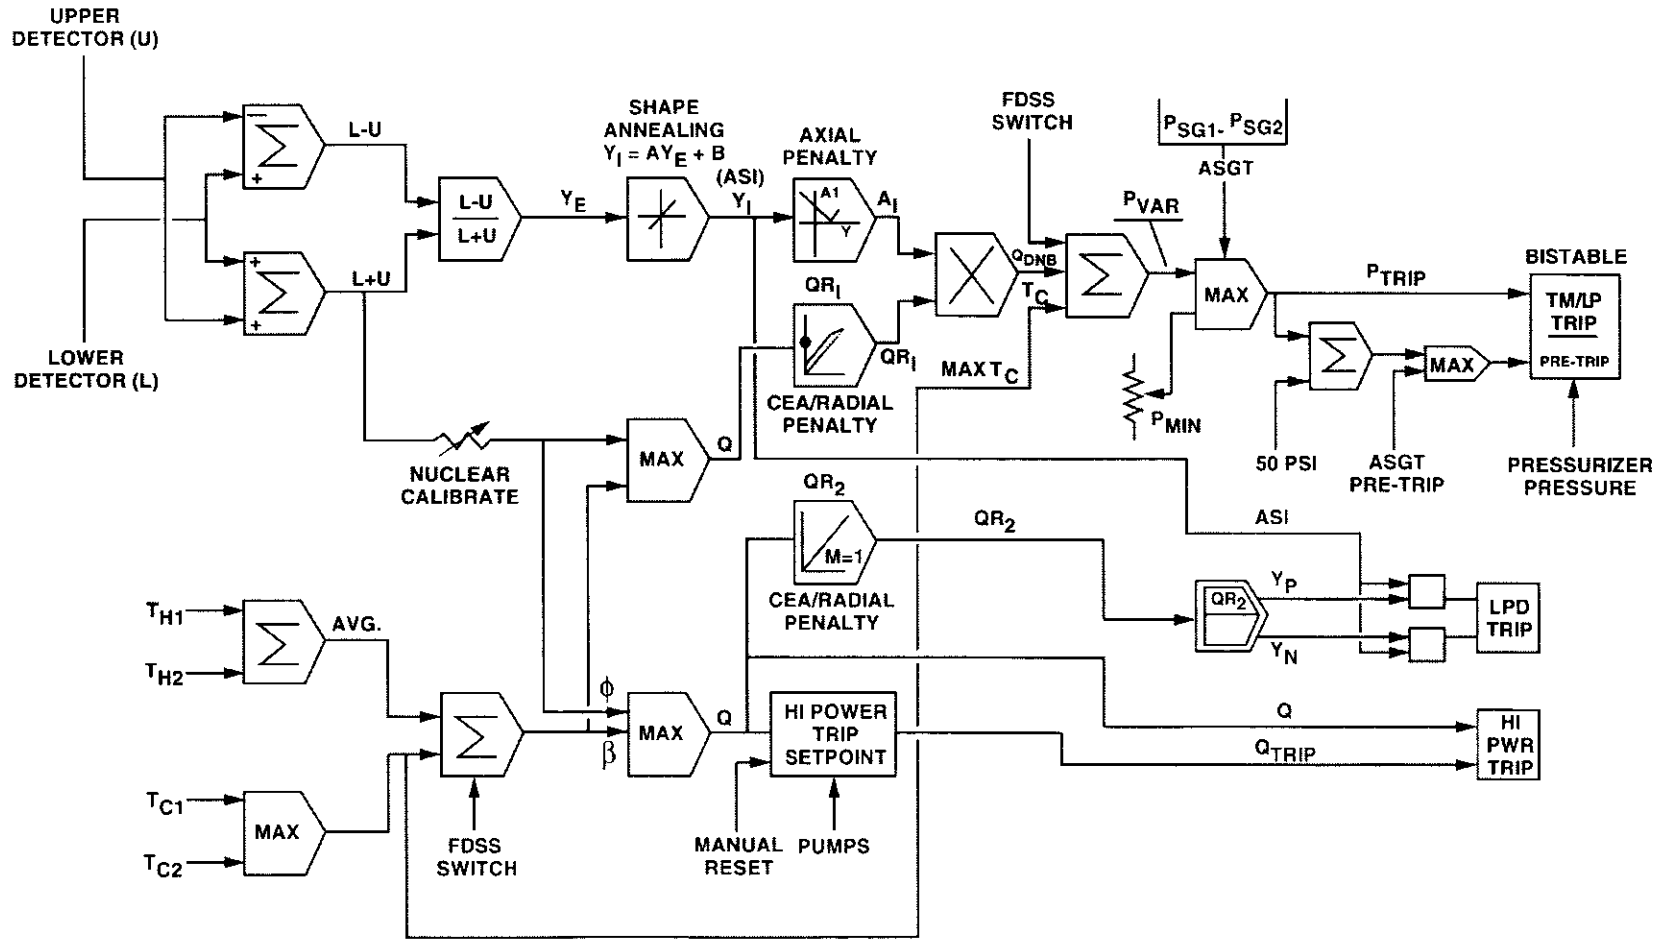 UPPER
DETECTOR (U)
LOWER
DETECTOR (L)
−
Σ
+
L-U
+
Σ
+
L+U
L-U
L+U
Y_E
SHAPE
ANNEALING
Y_I = AY_E + B
(ASI)
Y_I
AXIAL
PENALTY
A1
Y
A_I
QR_I
QR_I
CEA/RADIAL
PENALTY
FDSS
SWITCH
Q_DNB
T_C
MAX T_C
Σ
P_VAR
P_SG1- P_SG2
ASGT
MAX
P_MIN
P_TRIP
Σ
50 PSI
MAX
ASGT
PRE-TRIP
BISTABLE
TM/LP
TRIP
PRE-TRIP
PRESSURIZER
PRESSURE
NUCLEAR
CALIBRATE
MAX
Q
QR_2
M=1
CEA/RADIAL
PENALTY
QR_2
ASI
QR_2
Y_P
Y_N
LPD
TRIP
T_H1
T_H2
Σ
AVG.
T_C1
T_C2
MAX
Σ
FDSS
SWITCH
ϕ
β
MAX
Q
HI POWER
TRIP
SETPOINT
MANUAL
RESET
PUMPS
Q
Q_TRIP
HI
PWR
TRIP